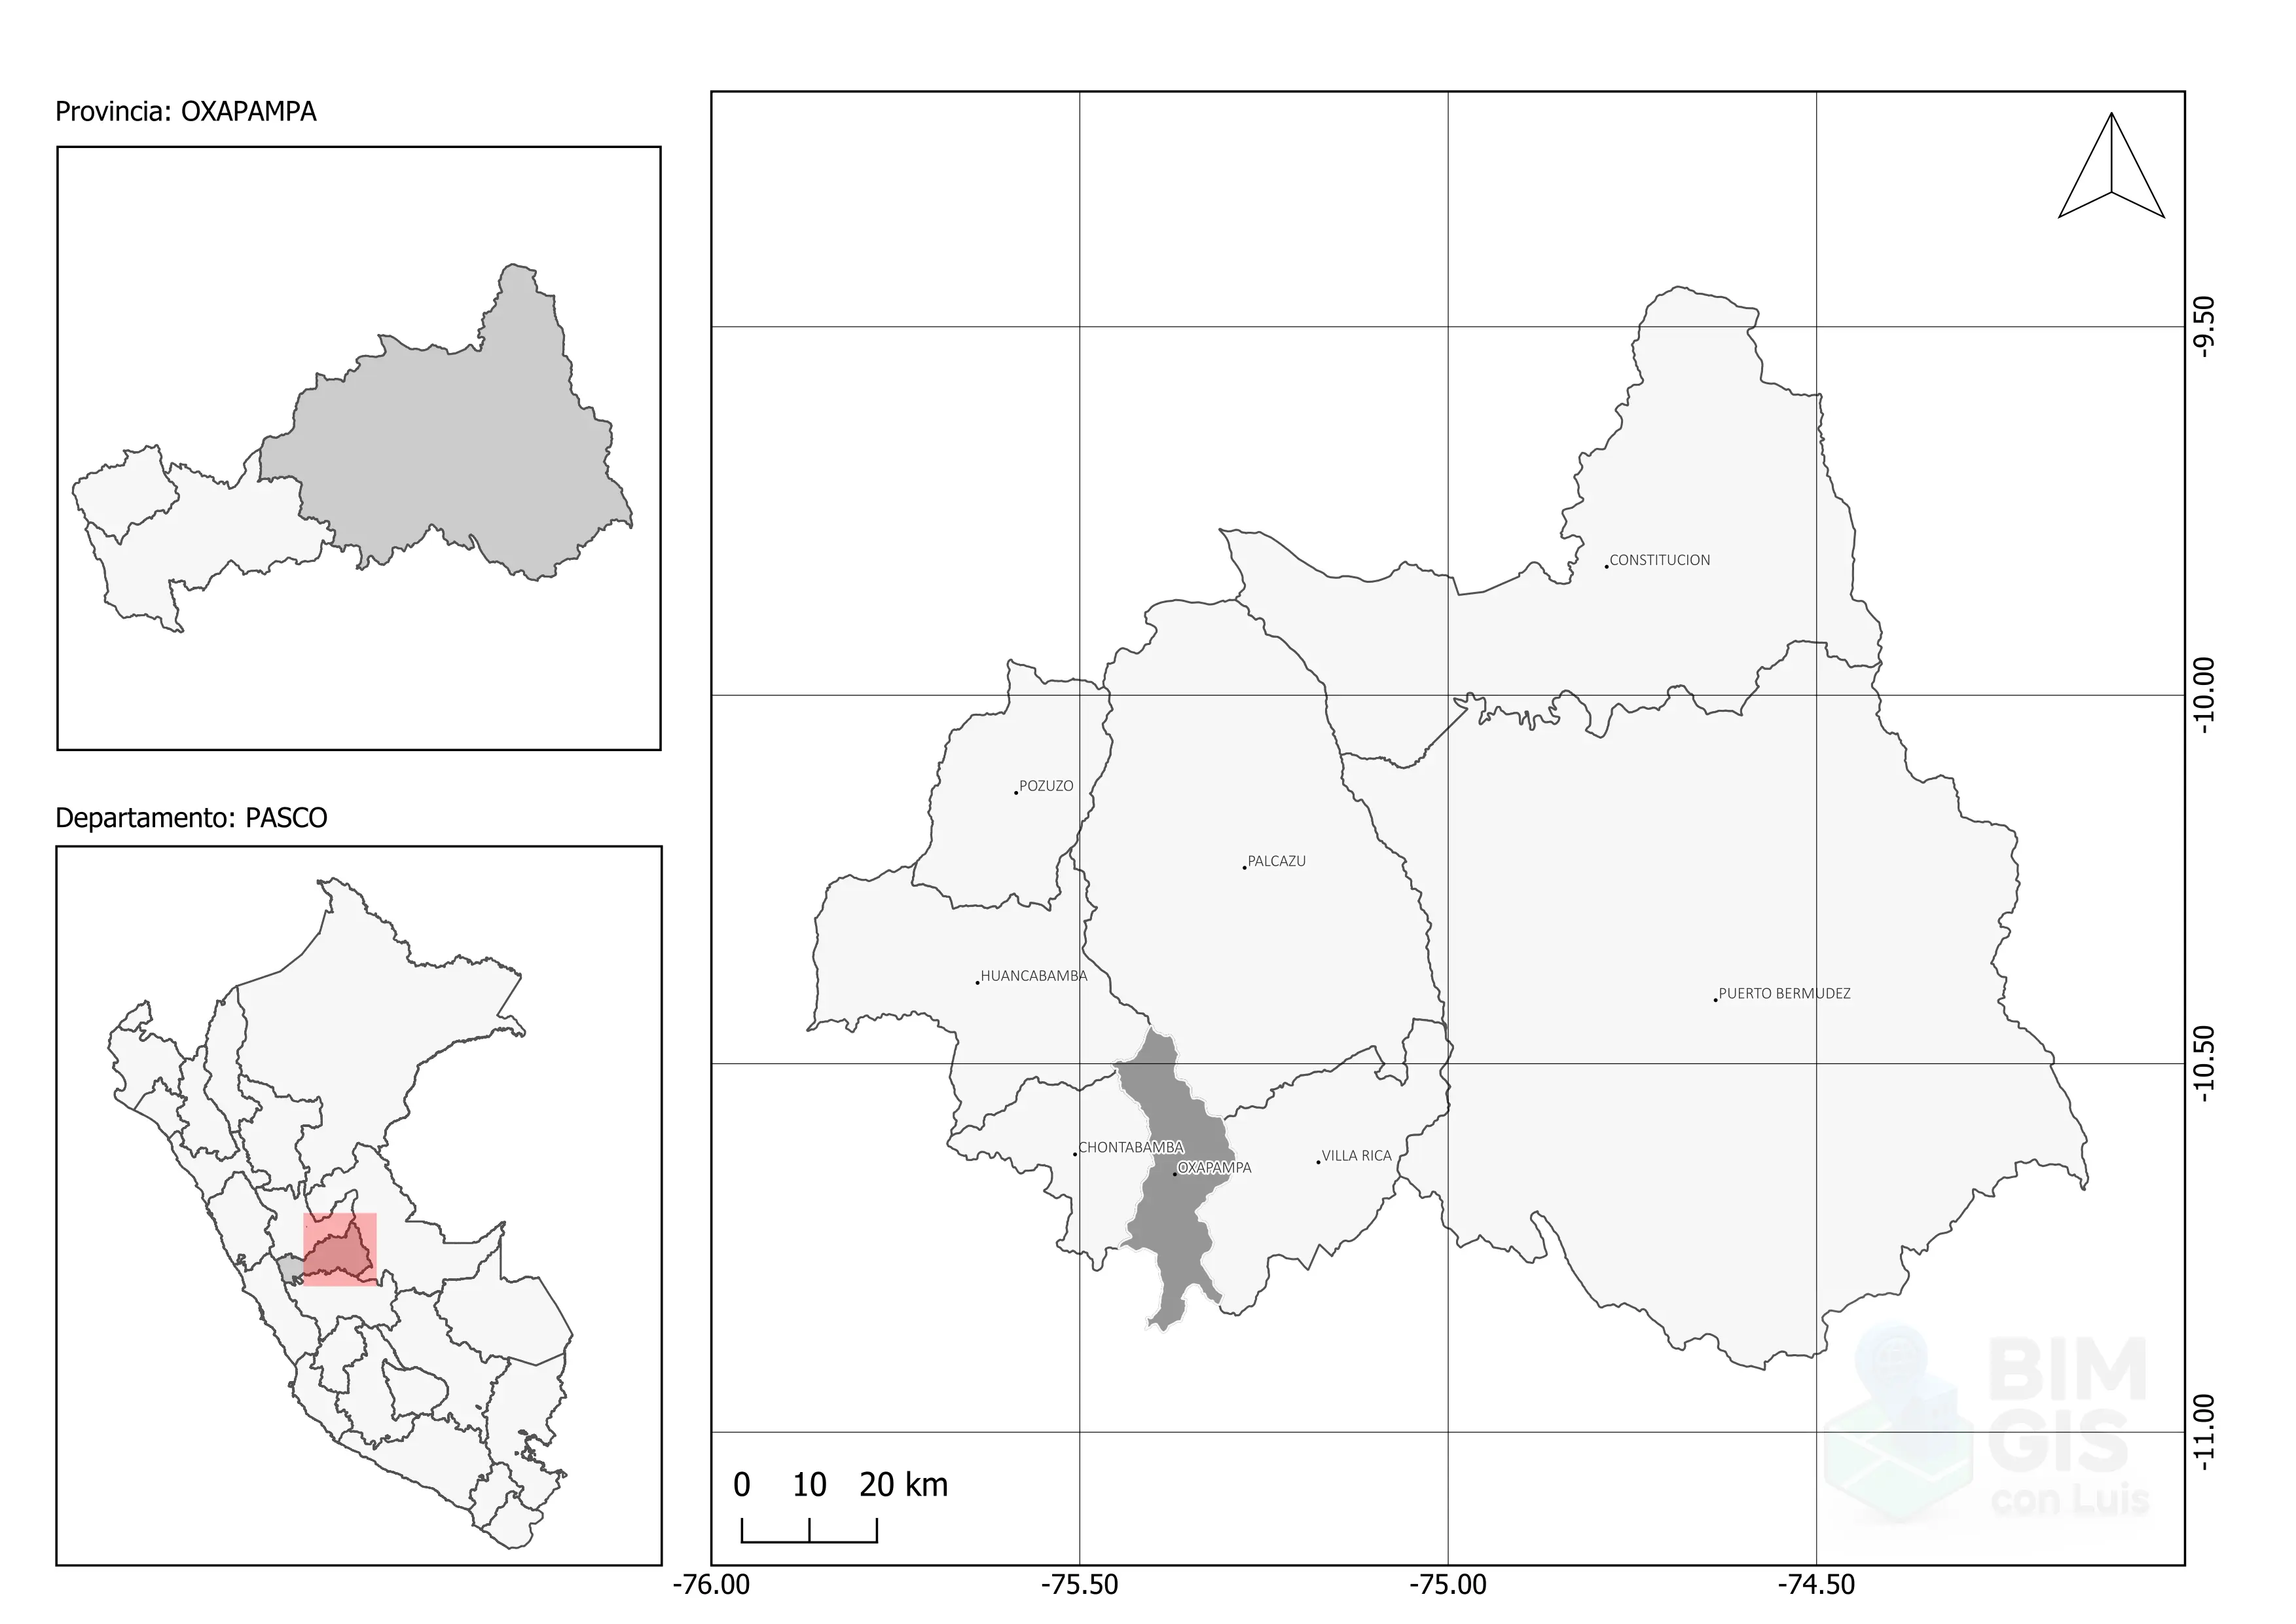 Provincia: OXAPAMPA
Departamento: PASCO
CONSTITUCION
POZUZO
PALCAZU
HUANCABAMBA
PUERTO BERMUDEZ
CHONTABAMBA
OXAPAMPA
VILLA RICA
-9.50
-10.00
-10.50
-11.00
0 10 20 km
-76.00 -75.50 -75.00 -74.50
BIM
GIS
con Luis